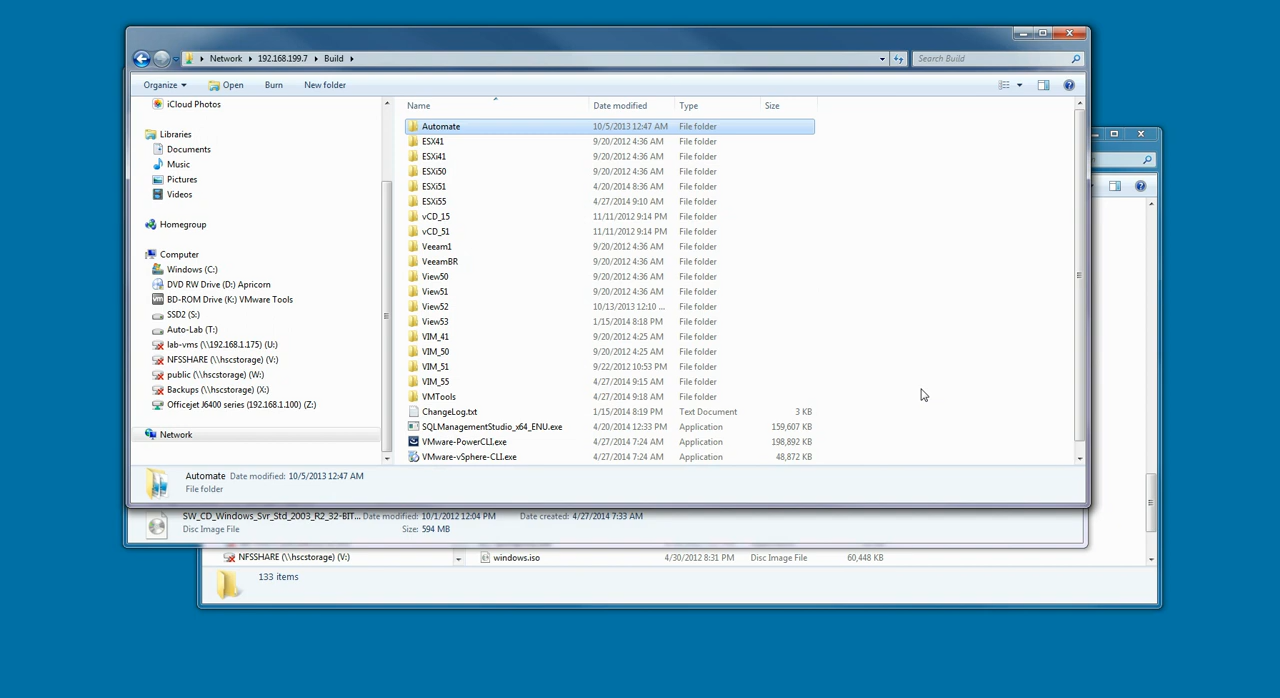 Network ▸ 192.168.199.7 ▸ Build ▸
Search Build
Organize ▾ Open Burn New folder
Name Date modified Type Size
iCloud Photos
Libraries
Documents
Music
Pictures
Videos
Homegroup
Computer
Windows (C:)
DVD RW Drive (D:) Apricorn
BD-ROM Drive (K:) VMware Tools
SSD2 (S:)
Auto-Lab (T:)
lab-vms (\\192.168.1.175) (U:)
NFSSHARE (\\hscstorage) (V:)
public (\\hscstorage) (W:)
Backups (\\hscstorage) (X:)
Officejet J6400 series (192.168.1.100) (Z:)
Network
Automate 10/5/2013 12:47 AM File folder
ESX41 9/20/2012 4:36 AM File folder
ESXi41 9/20/2012 4:36 AM File folder
ESXi50 9/20/2012 4:36 AM File folder
ESXi51 4/20/2014 8:36 AM File folder
ESXi55 4/27/2014 9:10 AM File folder
vCD_15 11/11/2012 9:14 PM File folder
vCD_51 11/11/2012 9:14 PM File folder
Veeam1 9/20/2012 4:36 AM File folder
VeeamBR 9/20/2012 4:36 AM File folder
View50 9/20/2012 4:36 AM File folder
View51 9/20/2012 4:36 AM File folder
View52 10/13/2013 12:10 ... File folder
View53 1/15/2014 8:18 PM File folder
VIM_41 9/20/2012 4:25 AM File folder
VIM_50 9/20/2012 4:25 AM File folder
VIM_51 9/22/2012 10:53 PM File folder
VIM_55 4/27/2014 9:15 AM File folder
VMTools 4/27/2014 9:18 AM File folder
ChangeLog.txt 1/15/2014 8:19 PM Text Document 3 KB
SQLManagementStudio_x64_ENU.exe 4/20/2014 12:33 PM Application 159,607 KB
VMware-PowerCLI.exe 4/27/2014 7:24 AM Application 198,892 KB
VMware-vSphere-CLI.exe 4/27/2014 7:24 AM Application 48,872 KB
Automate Date modified: 10/5/2013 12:47 AM
File folder
SW_CD_Windows_Svr_Std_2003_R2_32-BIT... Date modified: 10/1/2012 12:04 PM Date created: 4/27/2014 7:33 AM
Disc Image File Size: 594 MB
NFSSHARE (\\hscstorage) (V:) windows.iso 4/30/2012 8:31 PM Disc Image File 60,448 KB
133 items